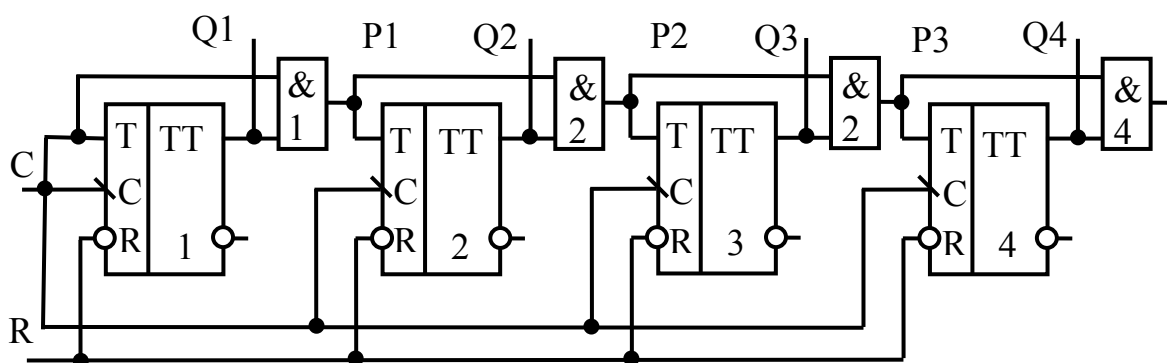 Q1 P1 Q2 P2 Q3 P3 Q4
& & & &
1 2 2 4
T TT T TT T TT T TT
C
C C C C
R 1 R 2 R 3 R 4
R